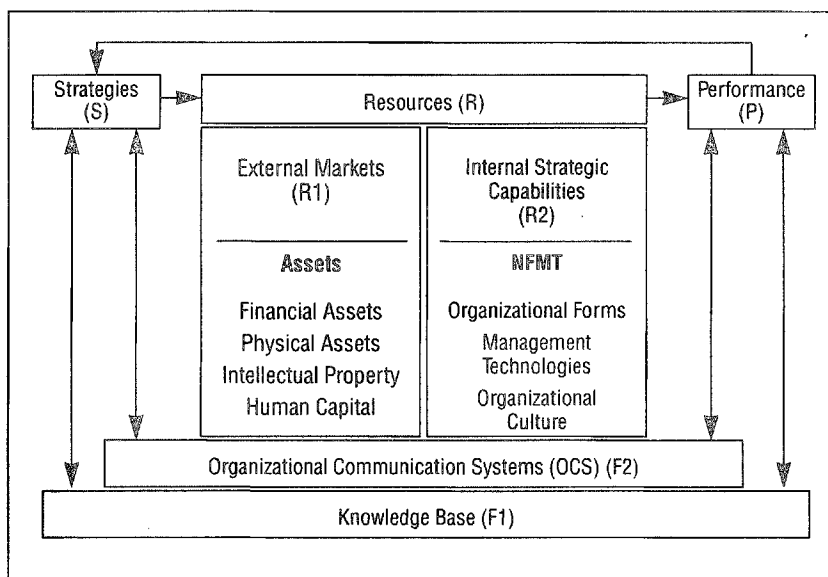 Strategies
(S)
Resources (R)
Performance
(P)
External Markets
(R1)
Assets
Financial Assets
Physical Assets
Intellectual Property
Human Capital
Internal Strategic
Capabilities
(R2)
NFMT
Organizational Forms
Management
Technologies
Organizational
Culture
Organizational Communication Systems (OCS) (F2)
Knowledge Base (F1)